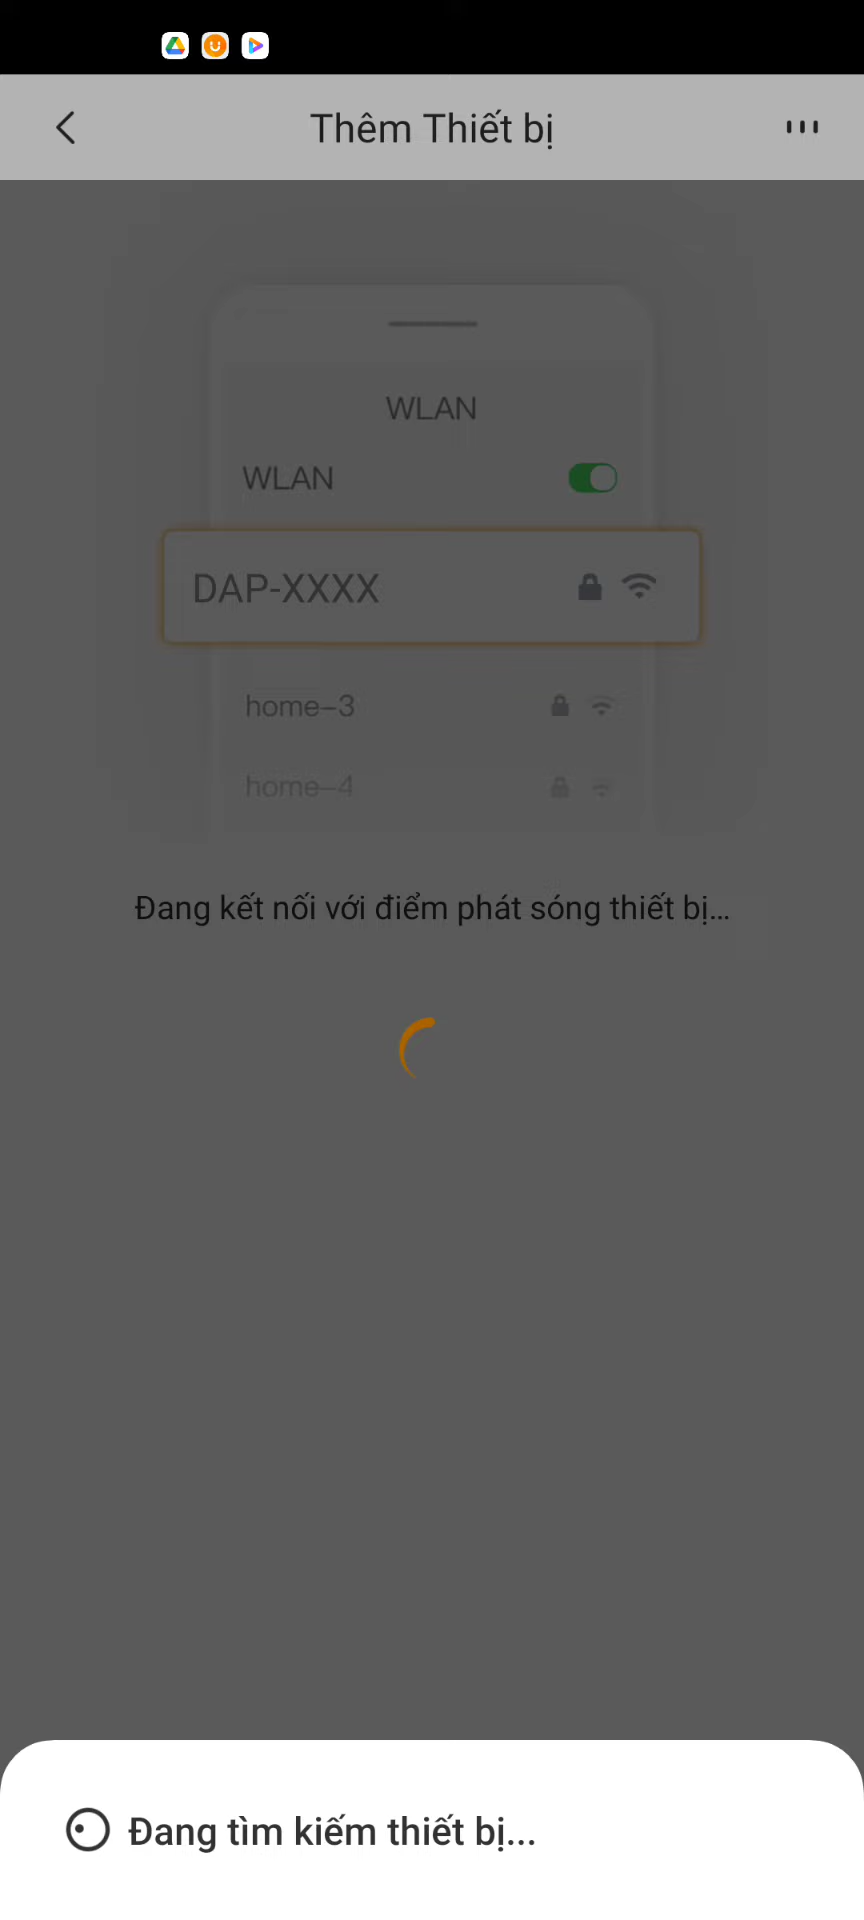 Thêm Thiết bị
WLAN
WLAN
DAP-XXXX
home–3
home–4
Đang kết nối với điểm phát sóng thiết bị...
Đang tìm kiếm thiết bị...